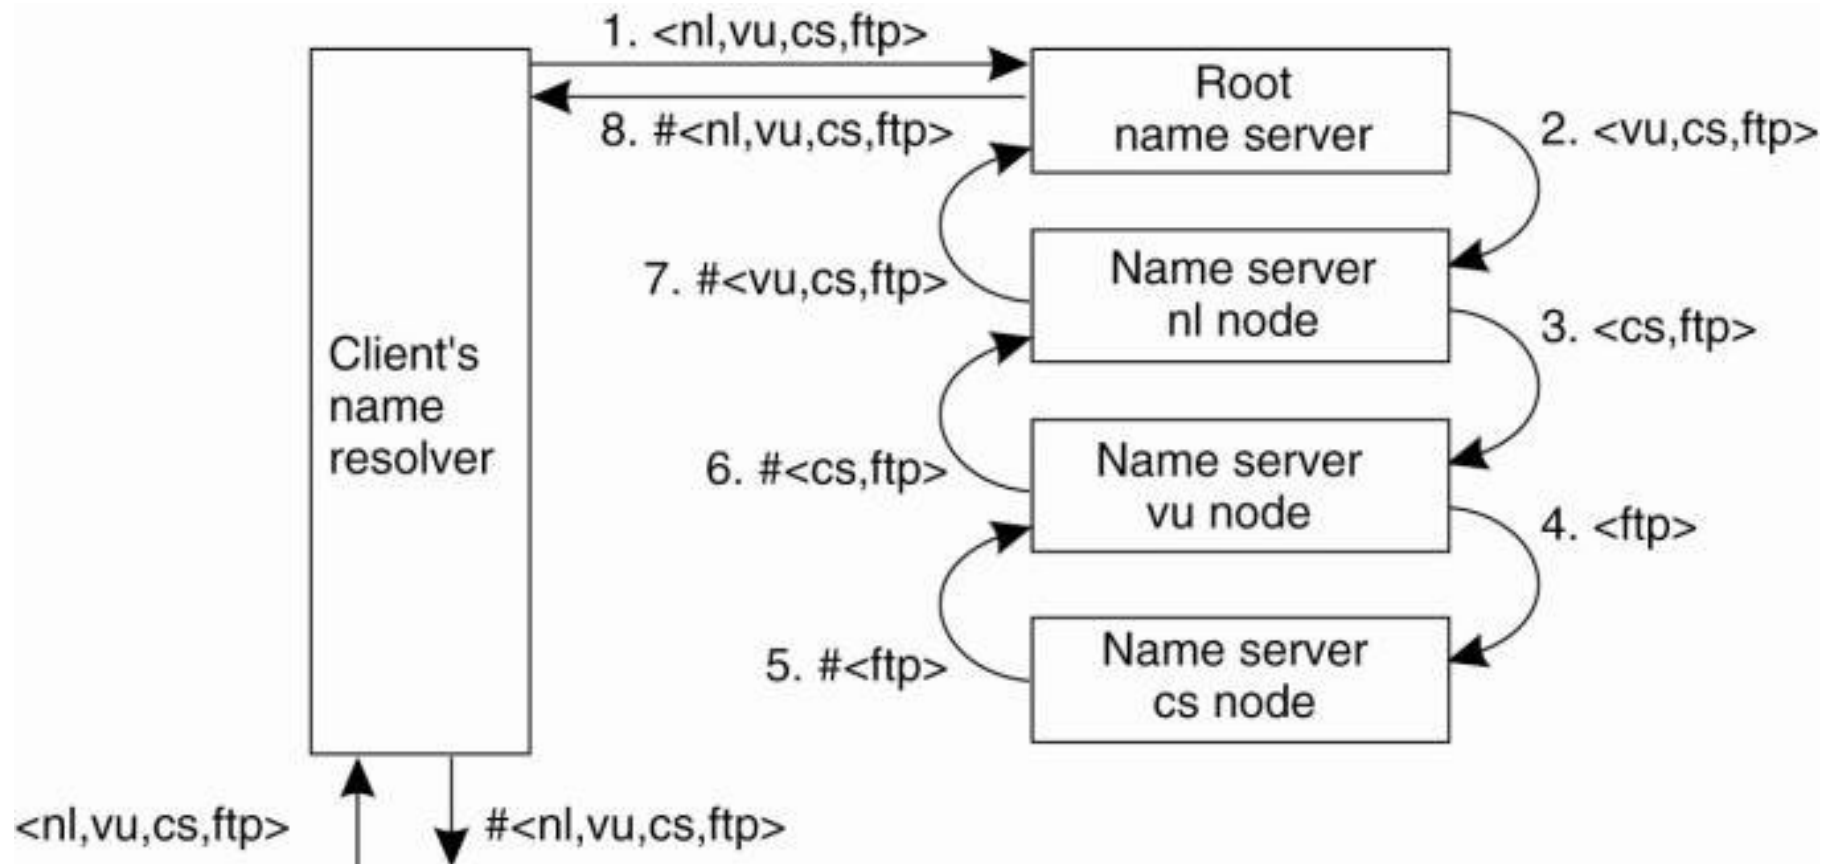 1. <nl,vu,cs,ftp>
Root
name server
8. #<nl,vu,cs,ftp>
2. <vu,cs,ftp>
Name server
nl node
7. #<vu,cs,ftp>
3. <cs,ftp>
Client's
name
resolver
Name server
vu node
6. #<cs,ftp>
4. <ftp>
Name server
cs node
5. #<ftp>
<nl,vu,cs,ftp>
#<nl,vu,cs,ftp>